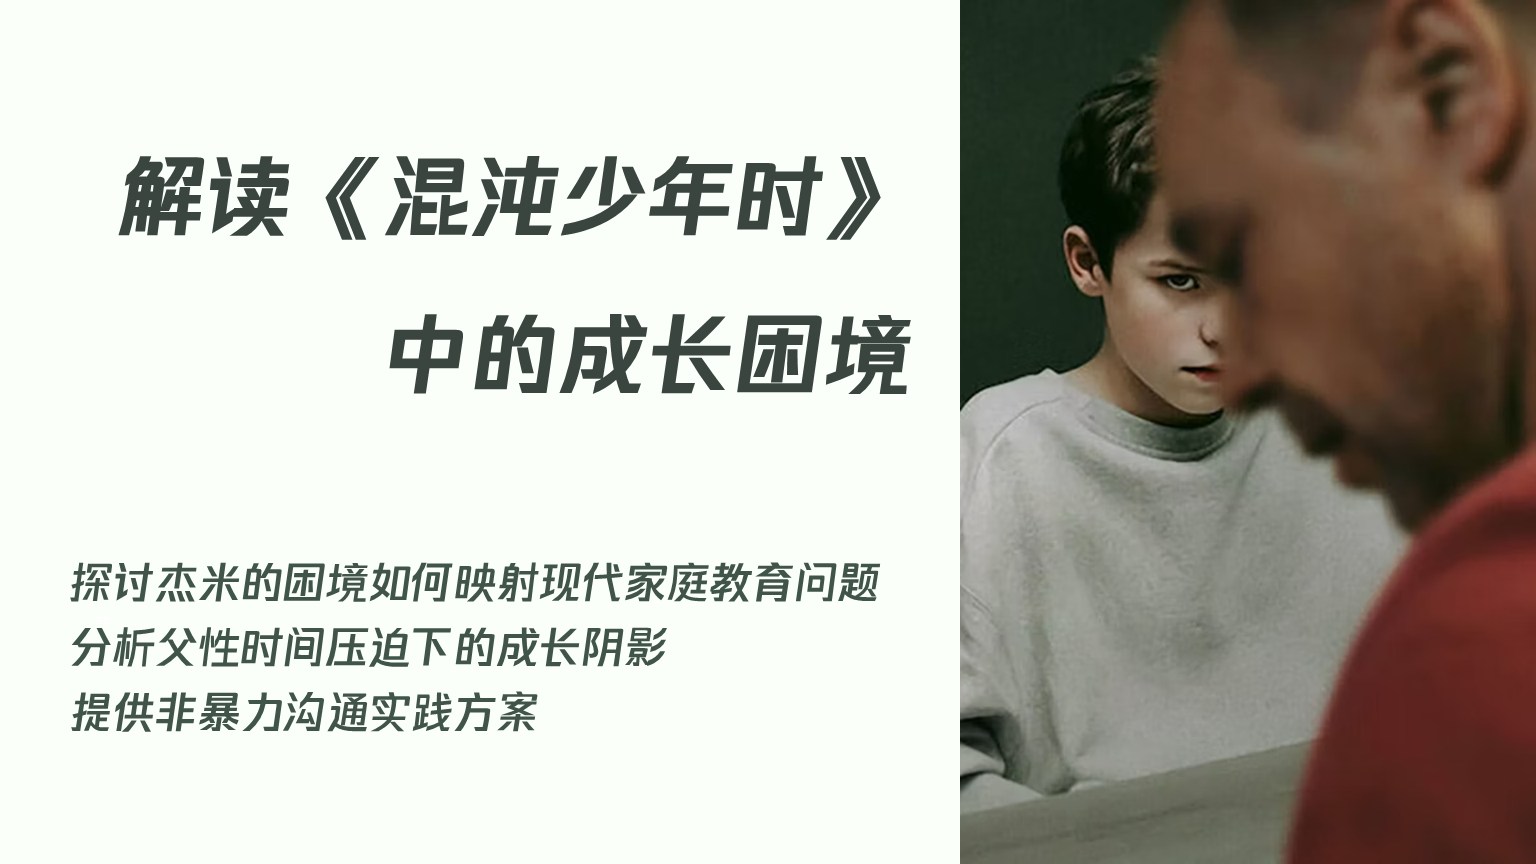 解读《混沌少年时》
中的成长困境
探讨杰米的困境如何映射现代家庭教育问题
分析父性时间压迫下的成长阴影
提供非暴力沟通实践方案